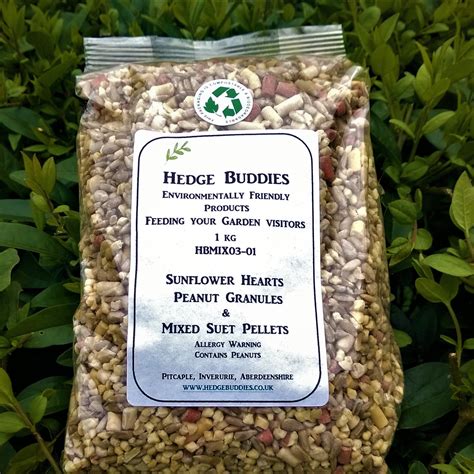 Hedge Buddies
Environmentally Friendly
Products
Feeding your Garden visitors
1 kg
HBMIX03-01
Sunflower Hearts
Peanut Granules
&
Mixed Suet Pellets
Allergy Warning
Contains Peanuts
Pitcaple, Inverurie, Aberdeenshire
www.hedgebuddies.co.uk